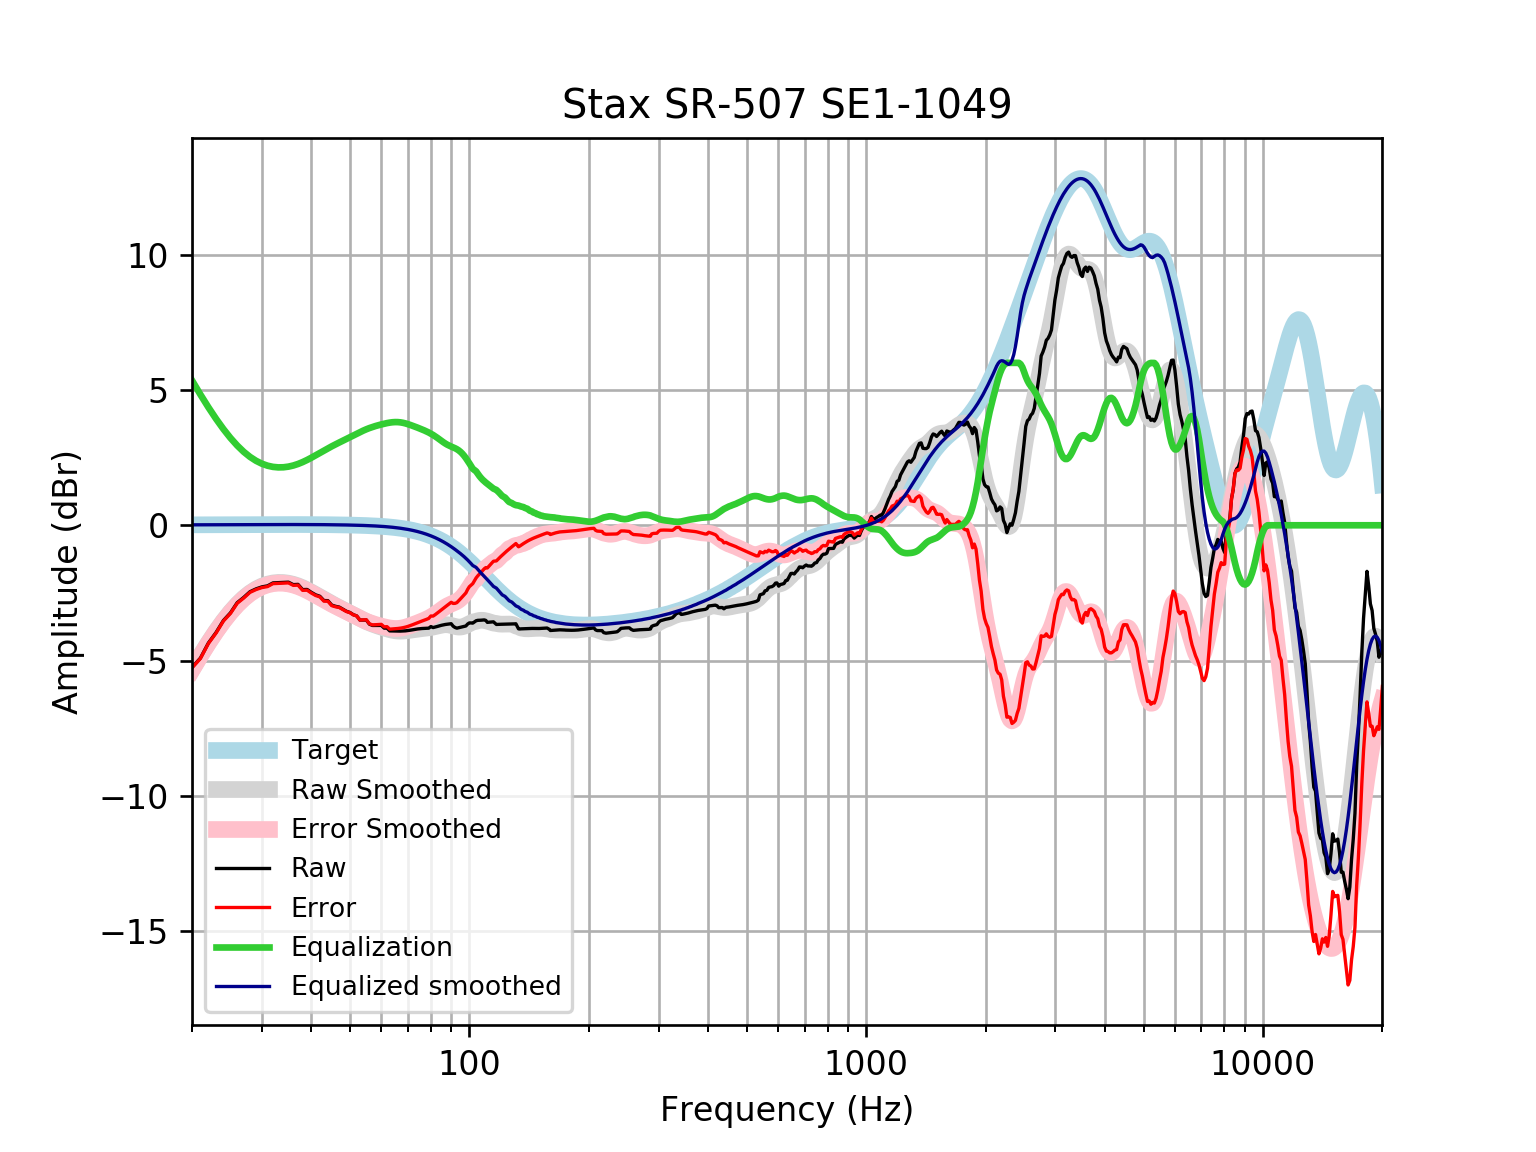 Stax SR-507 SE1-1049
Amplitude (dBr)
10
5
0
−5
−10
−15
Target
Raw Smoothed
Error Smoothed
Raw
Error
Equalization
Equalized smoothed
100
1000
10000
Frequency (Hz)